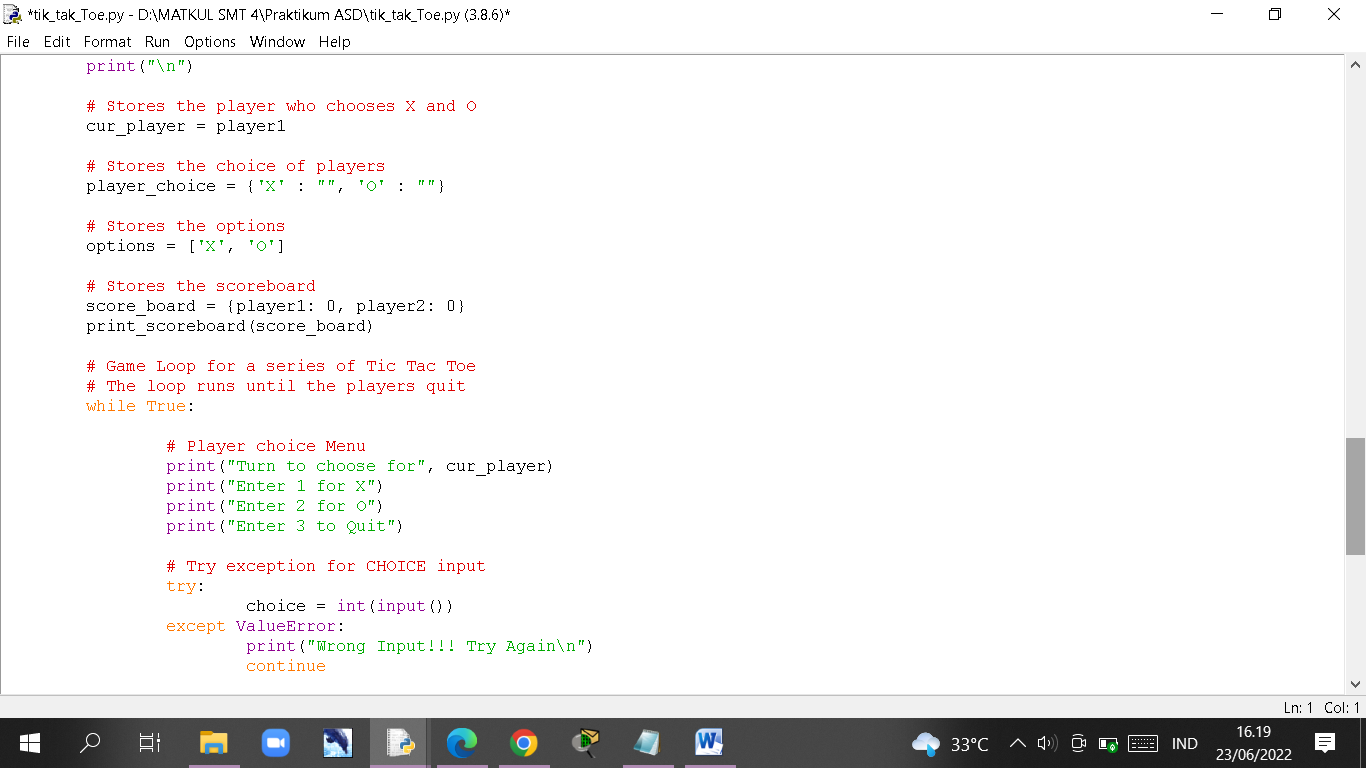 *tik_tak_Toe.py - D:\MATKUL SMT 4\Praktikum ASD\tik_tak_Toe.py (3.8.6)*
File Edit Format Run Options Window Help
print("\n")
# Stores the player who chooses X and O
cur_player = player1
# Stores the choice of players
player_choice = {'X' : "", 'O' : ""}
# Stores the options
options = ['X', 'O']
# Stores the scoreboard
score_board = {player1: 0, player2: 0}
print_scoreboard(score_board)
# Game Loop for a series of Tic Tac Toe
# The loop runs until the players quit
while True:
# Player choice Menu
print("Turn to choose for", cur_player)
print("Enter 1 for X")
print("Enter 2 for O")
print("Enter 3 to Quit")
# Try exception for CHOICE input
try:
choice = int(input())
except ValueError:
print("Wrong Input!!! Try Again\n")
continue
Ln: 1 Col: 1
33°C IND 16.19
23/06/2022